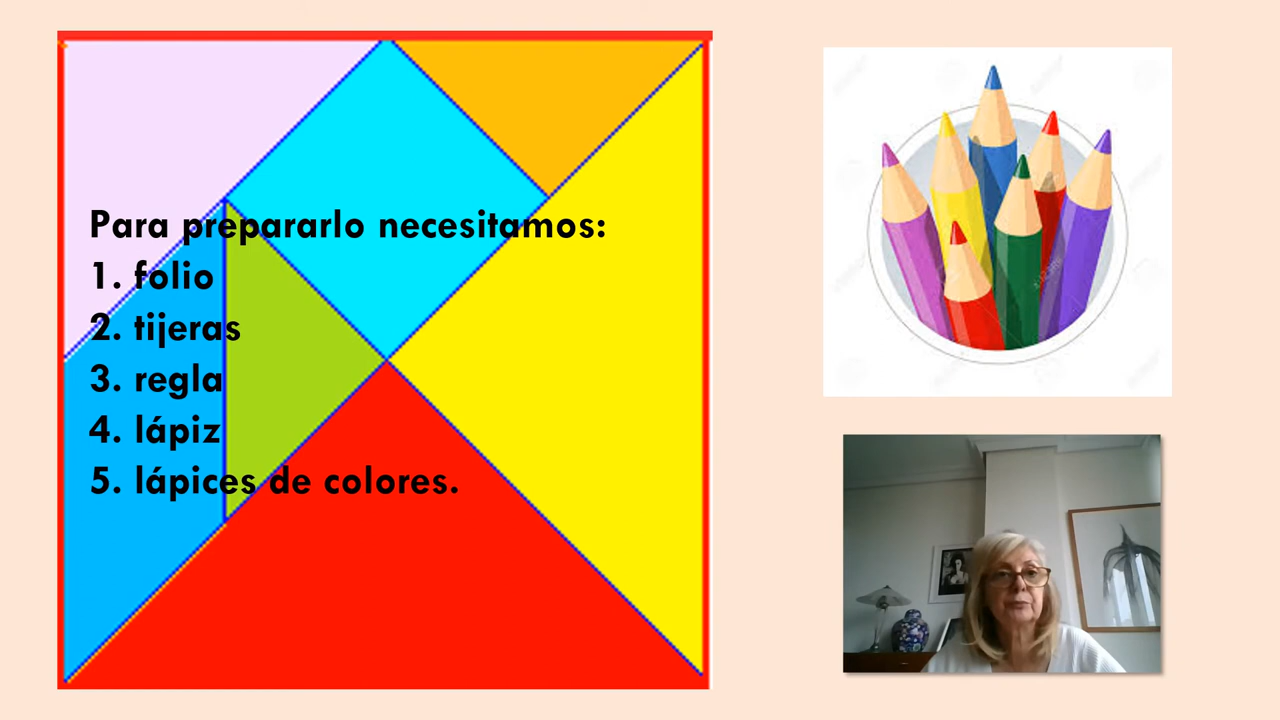 Para prepararlo necesitamos:
1. folio
2. tijeras
3. regla
4. lápiz
5. lápices de colores.